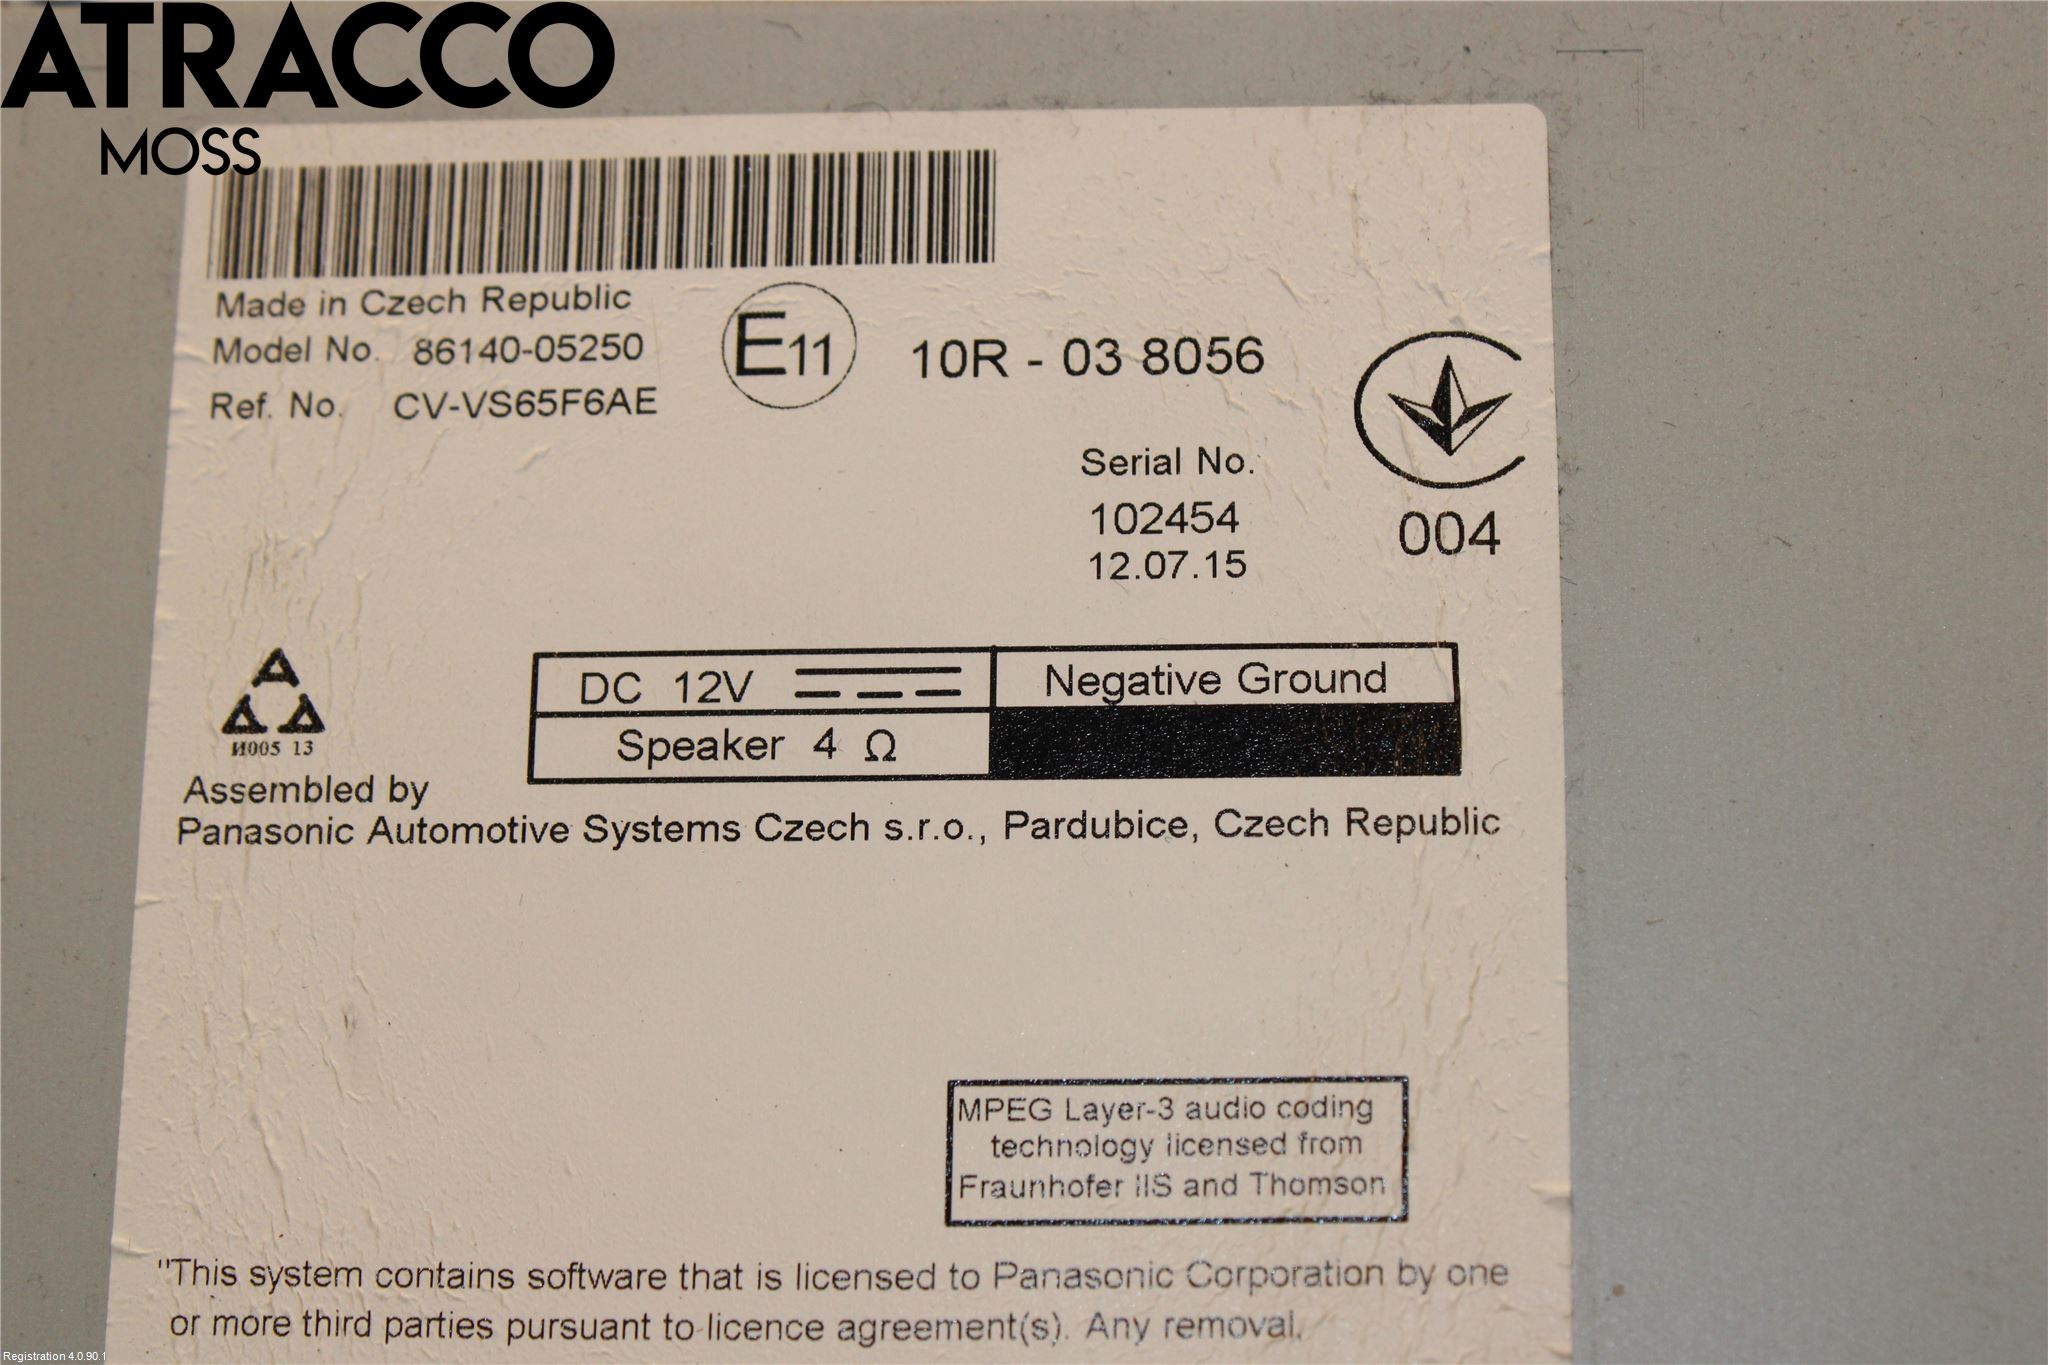 ATRACCO
MOSS
Made in Czech Republic
Model No. 86140-05250
Ref. No. CV-VS65F6AE
E11
10R - 03 8056
Serial No.
102454
12.07.15
004
И005 13
DC 12V
Negative Ground
Speaker 4 Ω
Assembled by
Panasonic Automotive Systems Czech s.r.o., Pardubice, Czech Republic
MPEG Layer-3 audio coding
technology licensed from
Fraunhofer IIS and Thomson
"This system contains software that is licensed to Panasonic Corporation by one
or more third parties pursuant to licence agreement(s). Any removal,
Registration 4.0.90.1